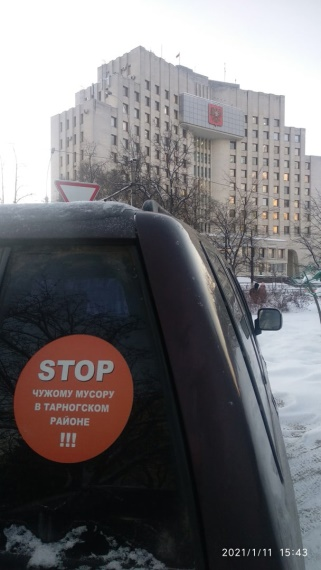 STOP
ЧУЖОМУ МУСОРУ
В ТАРНОГСКОМ
РАЙОНЕ
!!!
2021/1/11 15:43